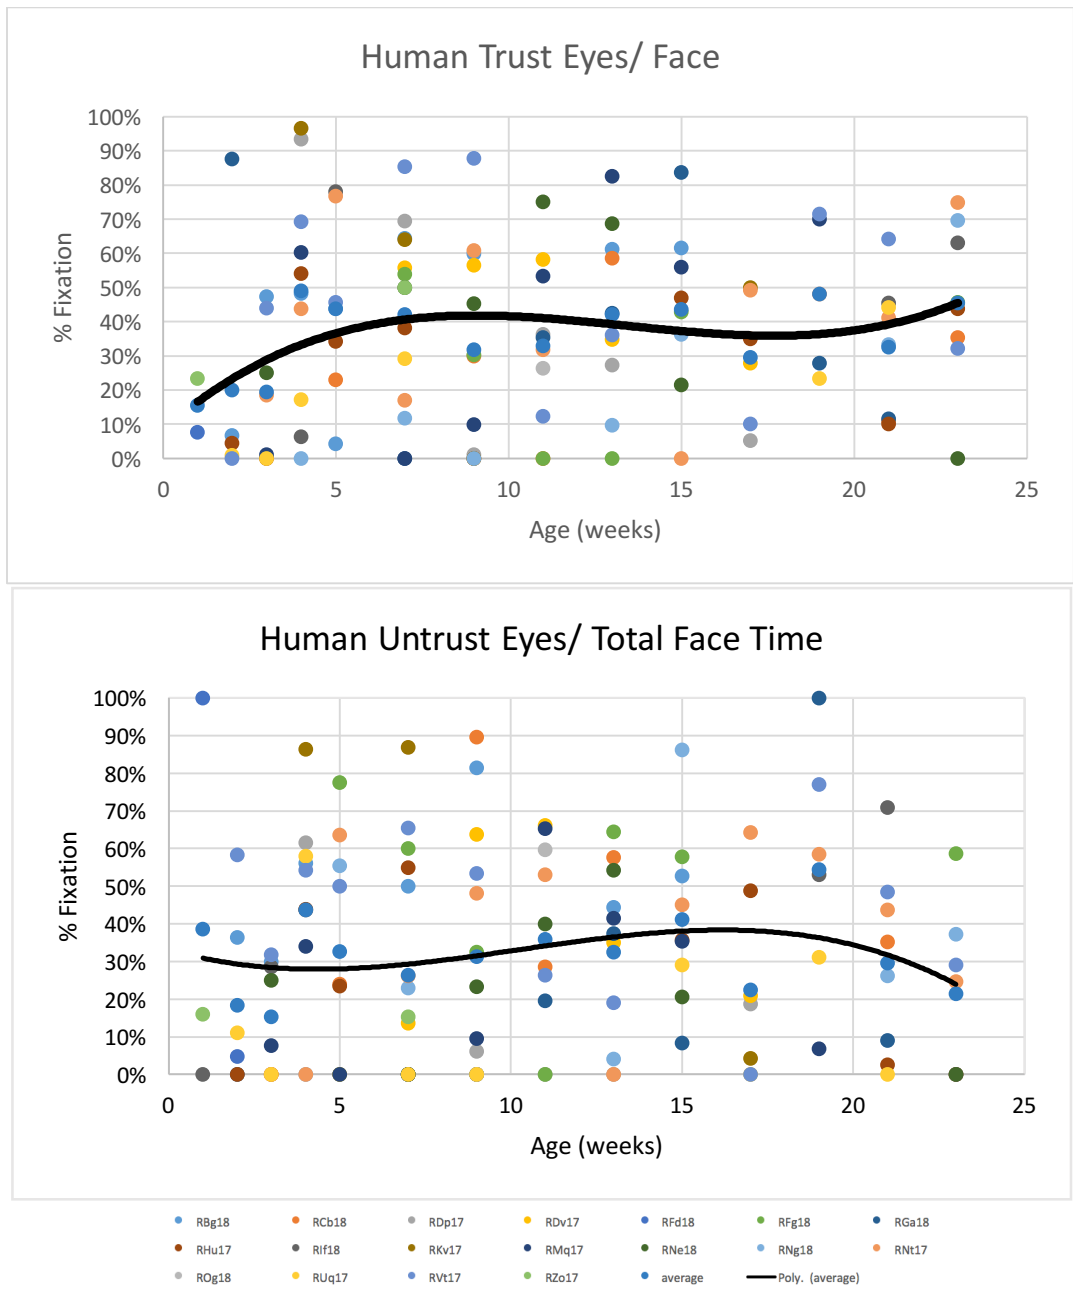 Human Trust Eyes/ Face
100%
90%
80%
70%
60%
50%
40%
30%
20%
10%
0%
% Fixation
0 5 10 15 20 25
Age (weeks)
Human Untrust Eyes/ Total Face Time
100%
90%
80%
70%
60%
50%
40%
30%
20%
10%
0%
% Fixation
0 5 10 15 20 25
Age (weeks)
RBg18 RCb18 RDp17 RDv17 RFd18 RFg18 RGa18
RHu17 RIf18 RKv17 RMq17 RNe18 RNg18 RNt17
ROg18 RUq17 RVt17 RZo17 average Poly. (average)